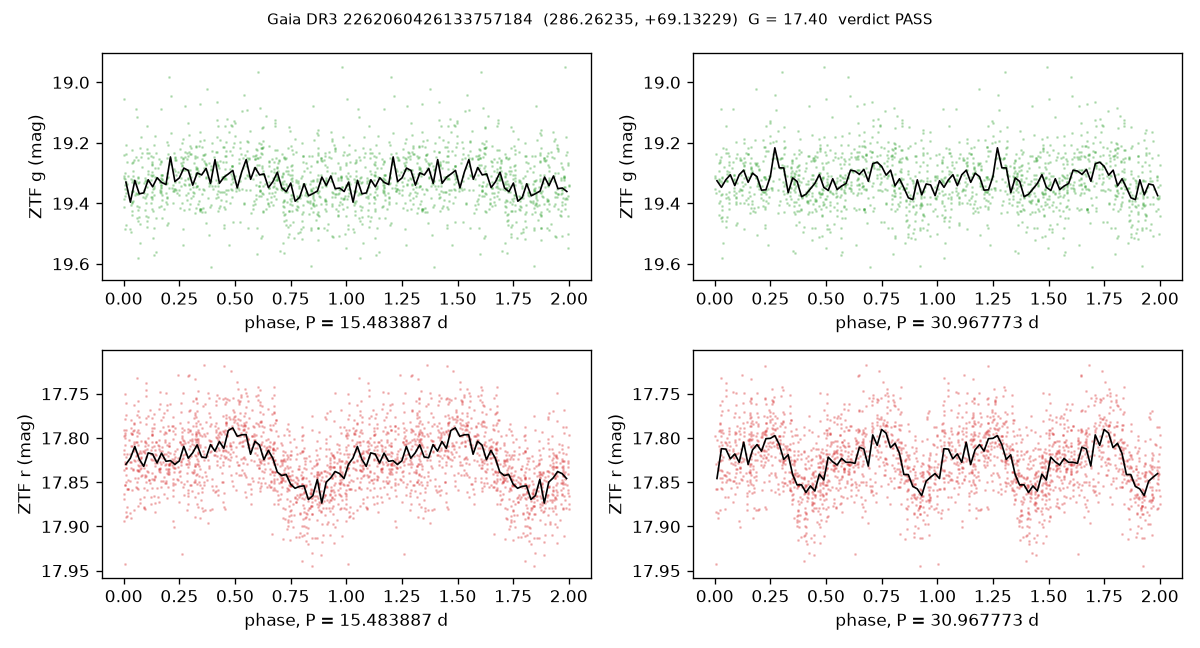 Gaia DR3 2262060426133757184 (286.26235, +69.13229) G = 17.40 verdict PASS
ZTF g (mag)
19.0
19.2
19.4
19.6
0.00 0.25 0.50 0.75 1.00 1.25 1.50 1.75 2.00
phase, P = 15.483887 d
ZTF g (mag)
19.0
19.2
19.4
19.6
0.00 0.25 0.50 0.75 1.00 1.25 1.50 1.75 2.00
phase, P = 30.967773 d
ZTF r (mag)
17.75
17.80
17.85
17.90
17.95
0.00 0.25 0.50 0.75 1.00 1.25 1.50 1.75 2.00
phase, P = 15.483887 d
ZTF r (mag)
17.75
17.80
17.85
17.90
17.95
0.00 0.25 0.50 0.75 1.00 1.25 1.50 1.75 2.00
phase, P = 30.967773 d